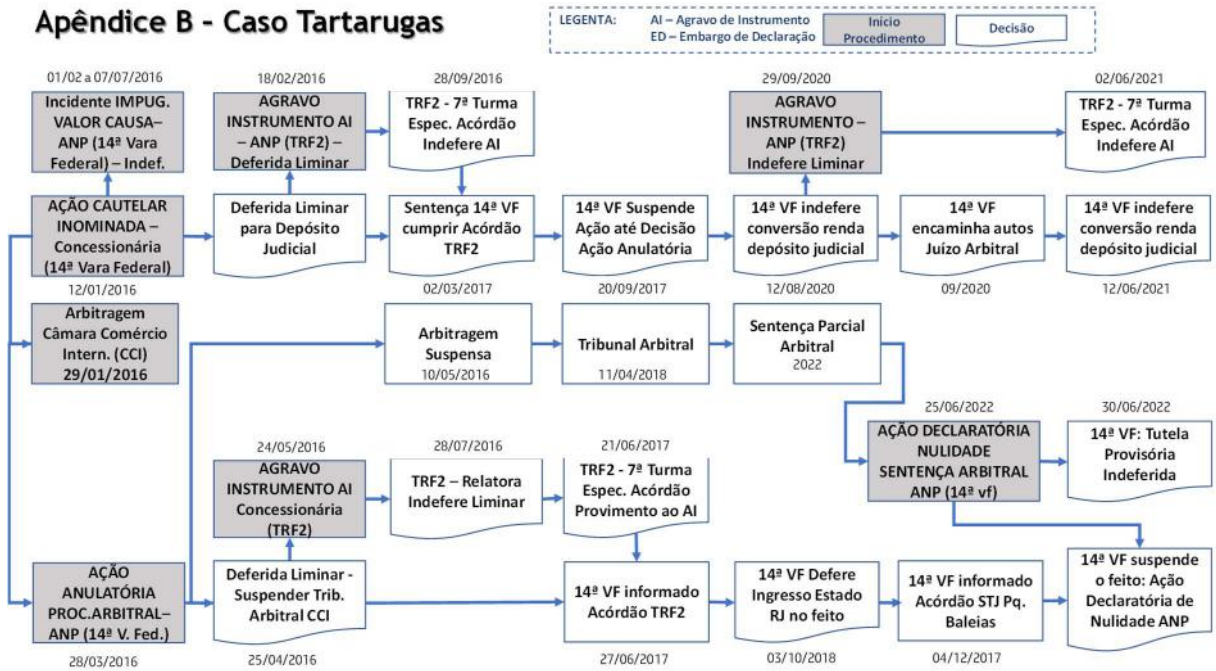 Apêndice B - Caso Tartarugas
LEGENTA:
AI – Agravo de Instrumento
ED – Embargo de Declaração
Início
Procedimento
Decisão
01/02 a 07/07/2016
Incidente IMPUG.
VALOR CAUSA–
ANP (14ª Vara
Federal) – Indef.
18/02/2016
AGRAVO
INSTRUMENTO AI
– ANP (TRF2) –
Deferida Liminar
28/09/2016
TRF2 - 7ª Turma
Espec. Acórdão
Indefere AI
29/09/2020
AGRAVO
INSTRUMENTO –
ANP (TRF2)
Indefere Liminar
02/06/2021
TRF2 - 7ª Turma
Espec. Acórdão
Indefere AI
AÇÃO CAUTELAR
INOMINADA –
Concessionária
(14ª Vara Federal)
12/01/2016
Deferida Liminar
para Depósito
Judicial
Sentença 14ª VF
cumprir Acórdão
TRF2
02/03/2017
14ª VF Suspende
Ação até Decisão
Ação Anulatória
20/09/2017
14ª VF indefere
conversão renda
depósito judicial
12/08/2020
14ª VF
encaminha autos
Juízo Arbitral
09/2020
14ª VF indefere
conversão renda
depósito judicial
12/06/2021
Arbitragem
Câmara Comércio
Intern. (CCI)
29/01/2016
Arbitragem
Suspensa
10/05/2016
Tribunal Arbitral
11/04/2018
Sentença Parcial
Arbitral
2022
25/06/2022
AÇÃO DECLARATÓRIA
NULIDADE
SENTENÇA ARBITRAL
ANP (14ª vf)
30/06/2022
14ª VF: Tutela
Provisória
Indeferida
24/05/2016
AGRAVO
INSTRUMENTO AI
Concessionária
(TRF2)
28/07/2016
TRF2 – Relatora
Indefere Liminar
21/06/2017
TRF2 - 7ª Turma
Espec. Acórdão
Provimento ao AI
AÇÃO
ANULATÓRIA
PROC.ARBITRAL–
ANP (14ª V. Fed.)
28/03/2016
Deferida Liminar -
Suspender Trib.
Arbitral CCI
25/04/2016
14ª VF informado
Acórdão TRF2
27/06/2017
14ª VF Defere
Ingresso Estado
RJ no feito
03/10/2018
14ª VF informado
Acórdão STJ Pq.
Baleias
04/12/2017
14ª VF suspende
o feito: Ação
Declaratória de
Nulidade ANP